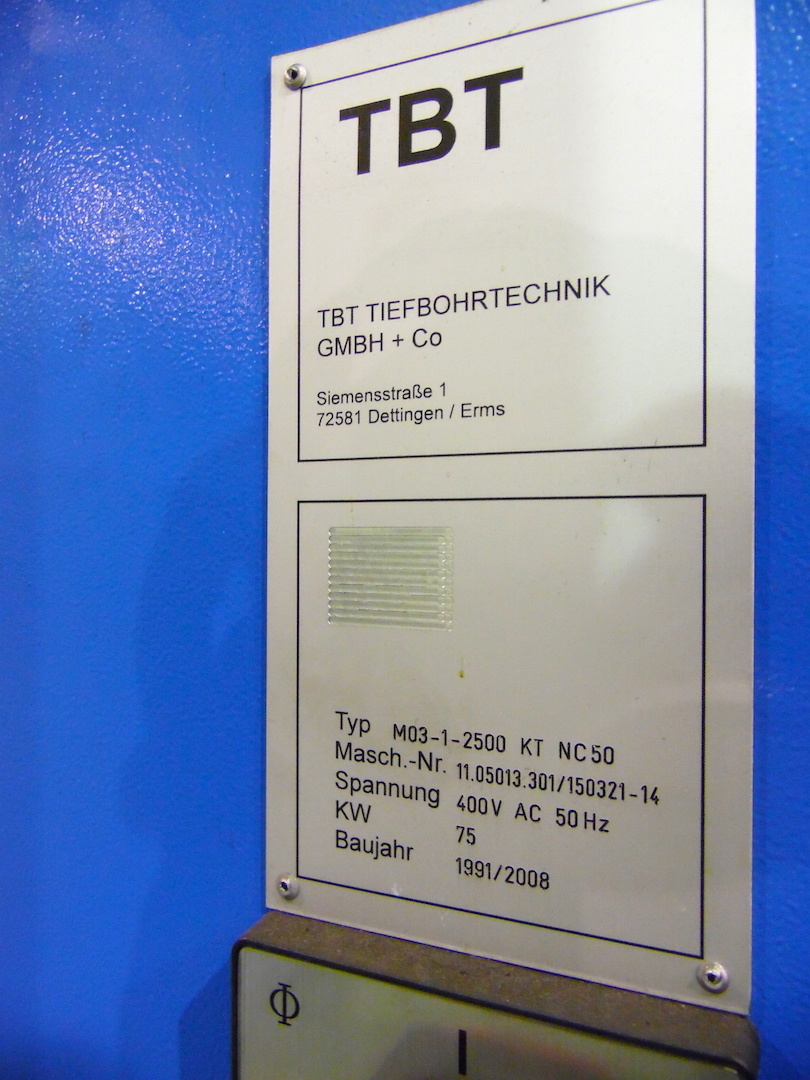 TBT
TBT TIEFBOHRTECHNIK
GMBH + Co
Siemensstraße 1
72581 Dettingen / Erms
Typ M03-1-2500 KT NC50
Masch.-Nr. 11.05013.301/150321-14
Spannung 400V AC 50Hz
KW 75
Baujahr 1991/2008
Φ
I